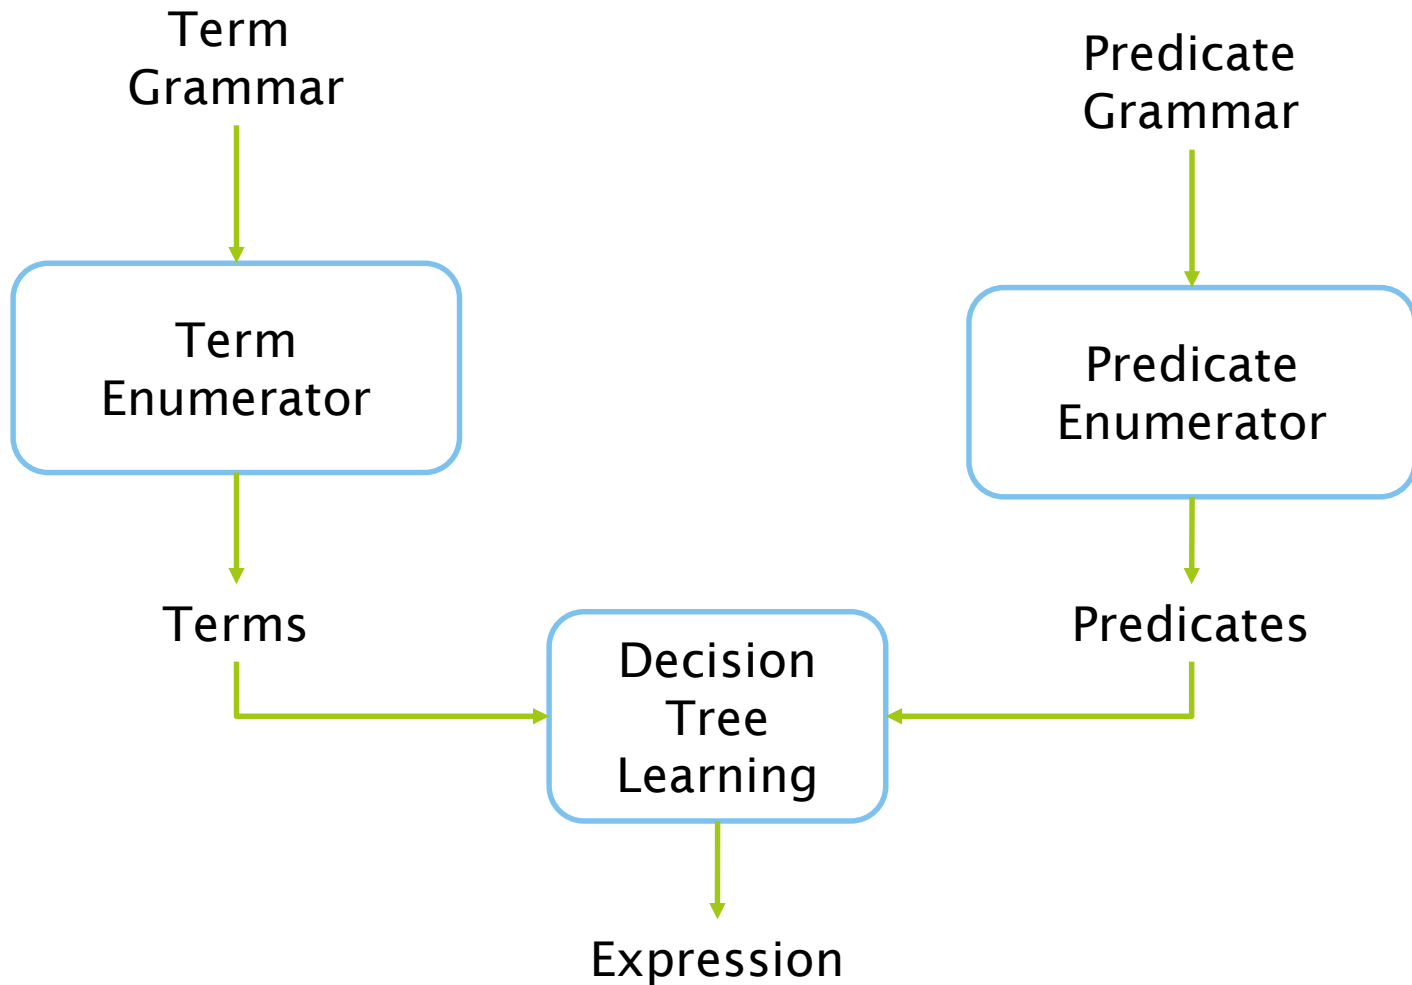 Term
Grammar
Predicate
Grammar
Term
Enumerator
Predicate
Enumerator
Terms
Predicates
Decision
Tree
Learning
Expression